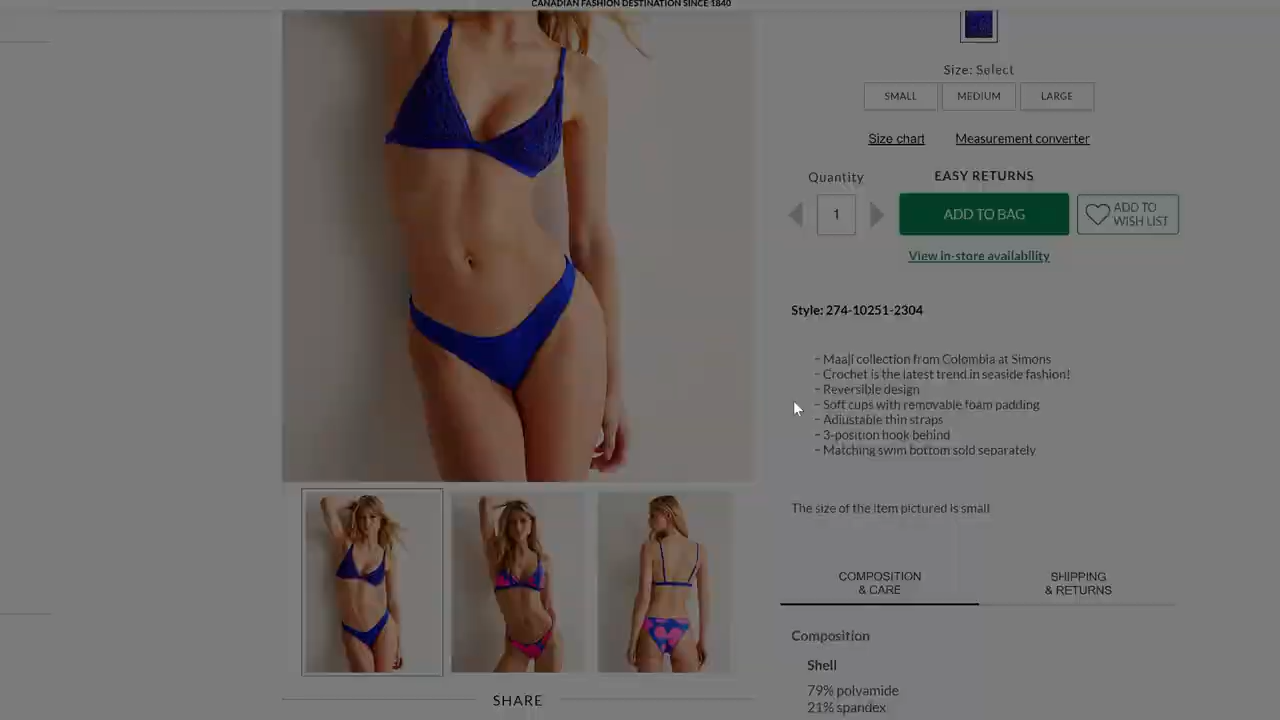 CANADIAN FASHION DESTINATION SINCE 1840
Size: Select
SMALL
MEDIUM
LARGE
Size chart
Measurement converter
Quantity
EASY RETURNS
1
ADD TO BAG
ADD TO
WISH LIST
View in-store availability
Style: 274-10251-2304
- Maaji collection from Colombia at Simons
- Crochet is the latest trend in seaside fashion!
- Reversible design
- Soft cups with removable foam padding
- Adjustable thin straps
- 3-position hook behind
- Matching swim bottom sold separately
The size of the item pictured is small
COMPOSITION
& CARE
SHIPPING
& RETURNS
Composition
Shell
79% polyamide
21% spandex
SHARE